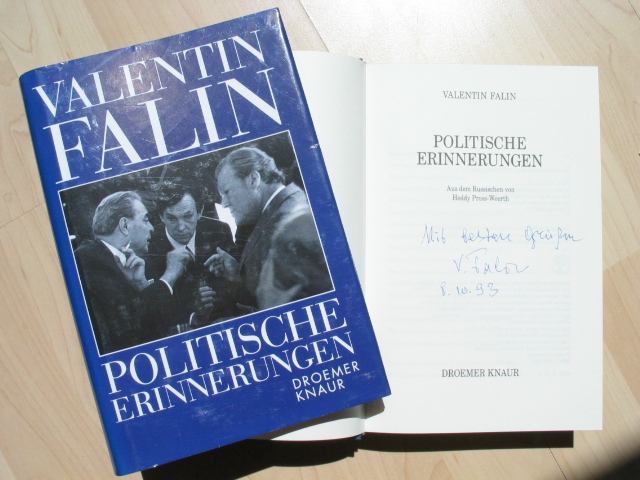 VALENTIN
FALIN
POLITISCHE
ERINNERUNGEN
DROEMER
KNAUR
VALENTIN FALIN
POLITISCHE
ERINNERUNGEN
Aus dem Russischen von
Heddy Pross-Weerth
Mit besten Grüßen
V. Falin
8.10.93
DROEMER KNAUR